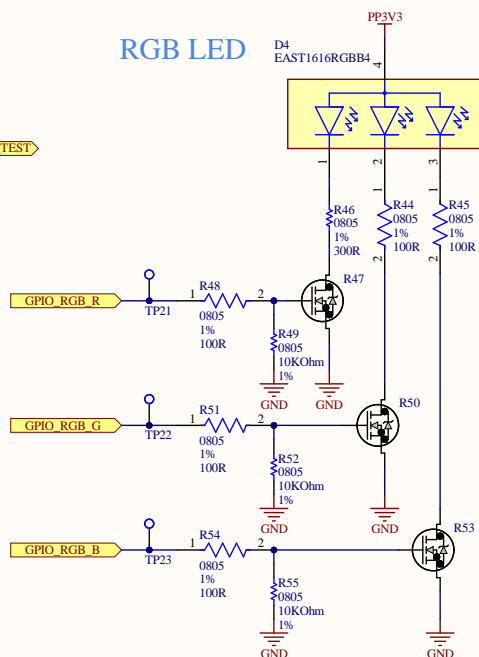 PP3V3
RGB LED
D4
EAST1616RGBB4
4
TEST
1
2
3
1
1
R46
0805
1%
300R
R44
0805
1%
100R
R45
0805
1%
100R
2
2
R47
GPIO_RGB_R
TP21
1
R48
2
0805
1%
100R
R49
0805
10KOhm
1%
GND
GND
R50
GPIO_RGB_G
TP22
1
R51
2
0805
1%
100R
R52
0805
10KOhm
1%
GND
GND
R53
GPIO_RGB_B
TP23
1
R54
2
0805
1%
100R
R55
0805
10KOhm
1%
GND
GND